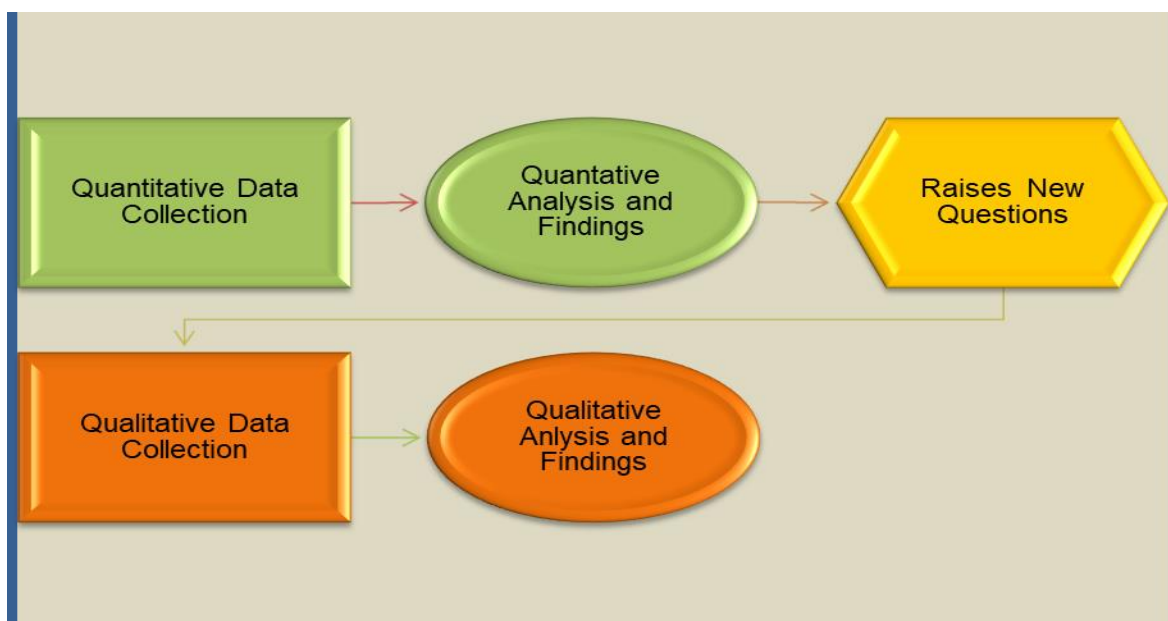 Quantitative Data
Collection
Quantative
Analysis and
Findings
Raises New
Questions
Qualitative Data
Collection
Qualitative
Anlysis and
Findings